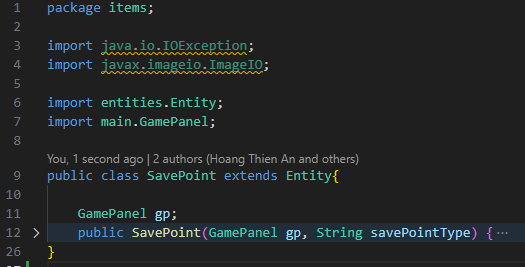 1 package items;
2
3 import java.io.IOException;
4 import javax.imageio.ImageIO;
5
6 import entities.Entity;
7 import main.GamePanel;
8
You, 1 second ago | 2 authors (Hoang Thien An and others)
9 public class SavePoint extends Entity{
10
11 GamePanel gp;
12 public SavePoint(GamePanel gp, String savePointType) {···
26 }